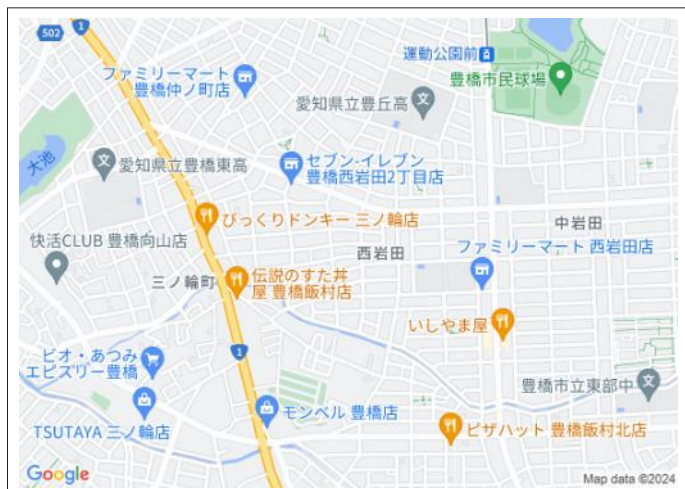 502
1
運動公園前
ファミリーマート
豊橋仲ノ町店
豊橋市民球場
愛知県立豊丘高
大池
愛知県立豊橋東高
セブン-イレブン
豊橋西岩田2丁目店
びっくりドンキー 三ノ輪店
中岩田
快活CLUB 豊橋向山店
西岩田
ファミリーマート 西岩田店
三ノ輪町
伝説のすた丼
屋 豊橋飯村店
いしやま屋
1
ビオ・あつみ
エピスリー豊橋
豊橋市立東部中
TSUTAYA 三ノ輪店
モンベル 豊橋店
ピザハット 豊橋飯村北店
Google
Map data ©2024